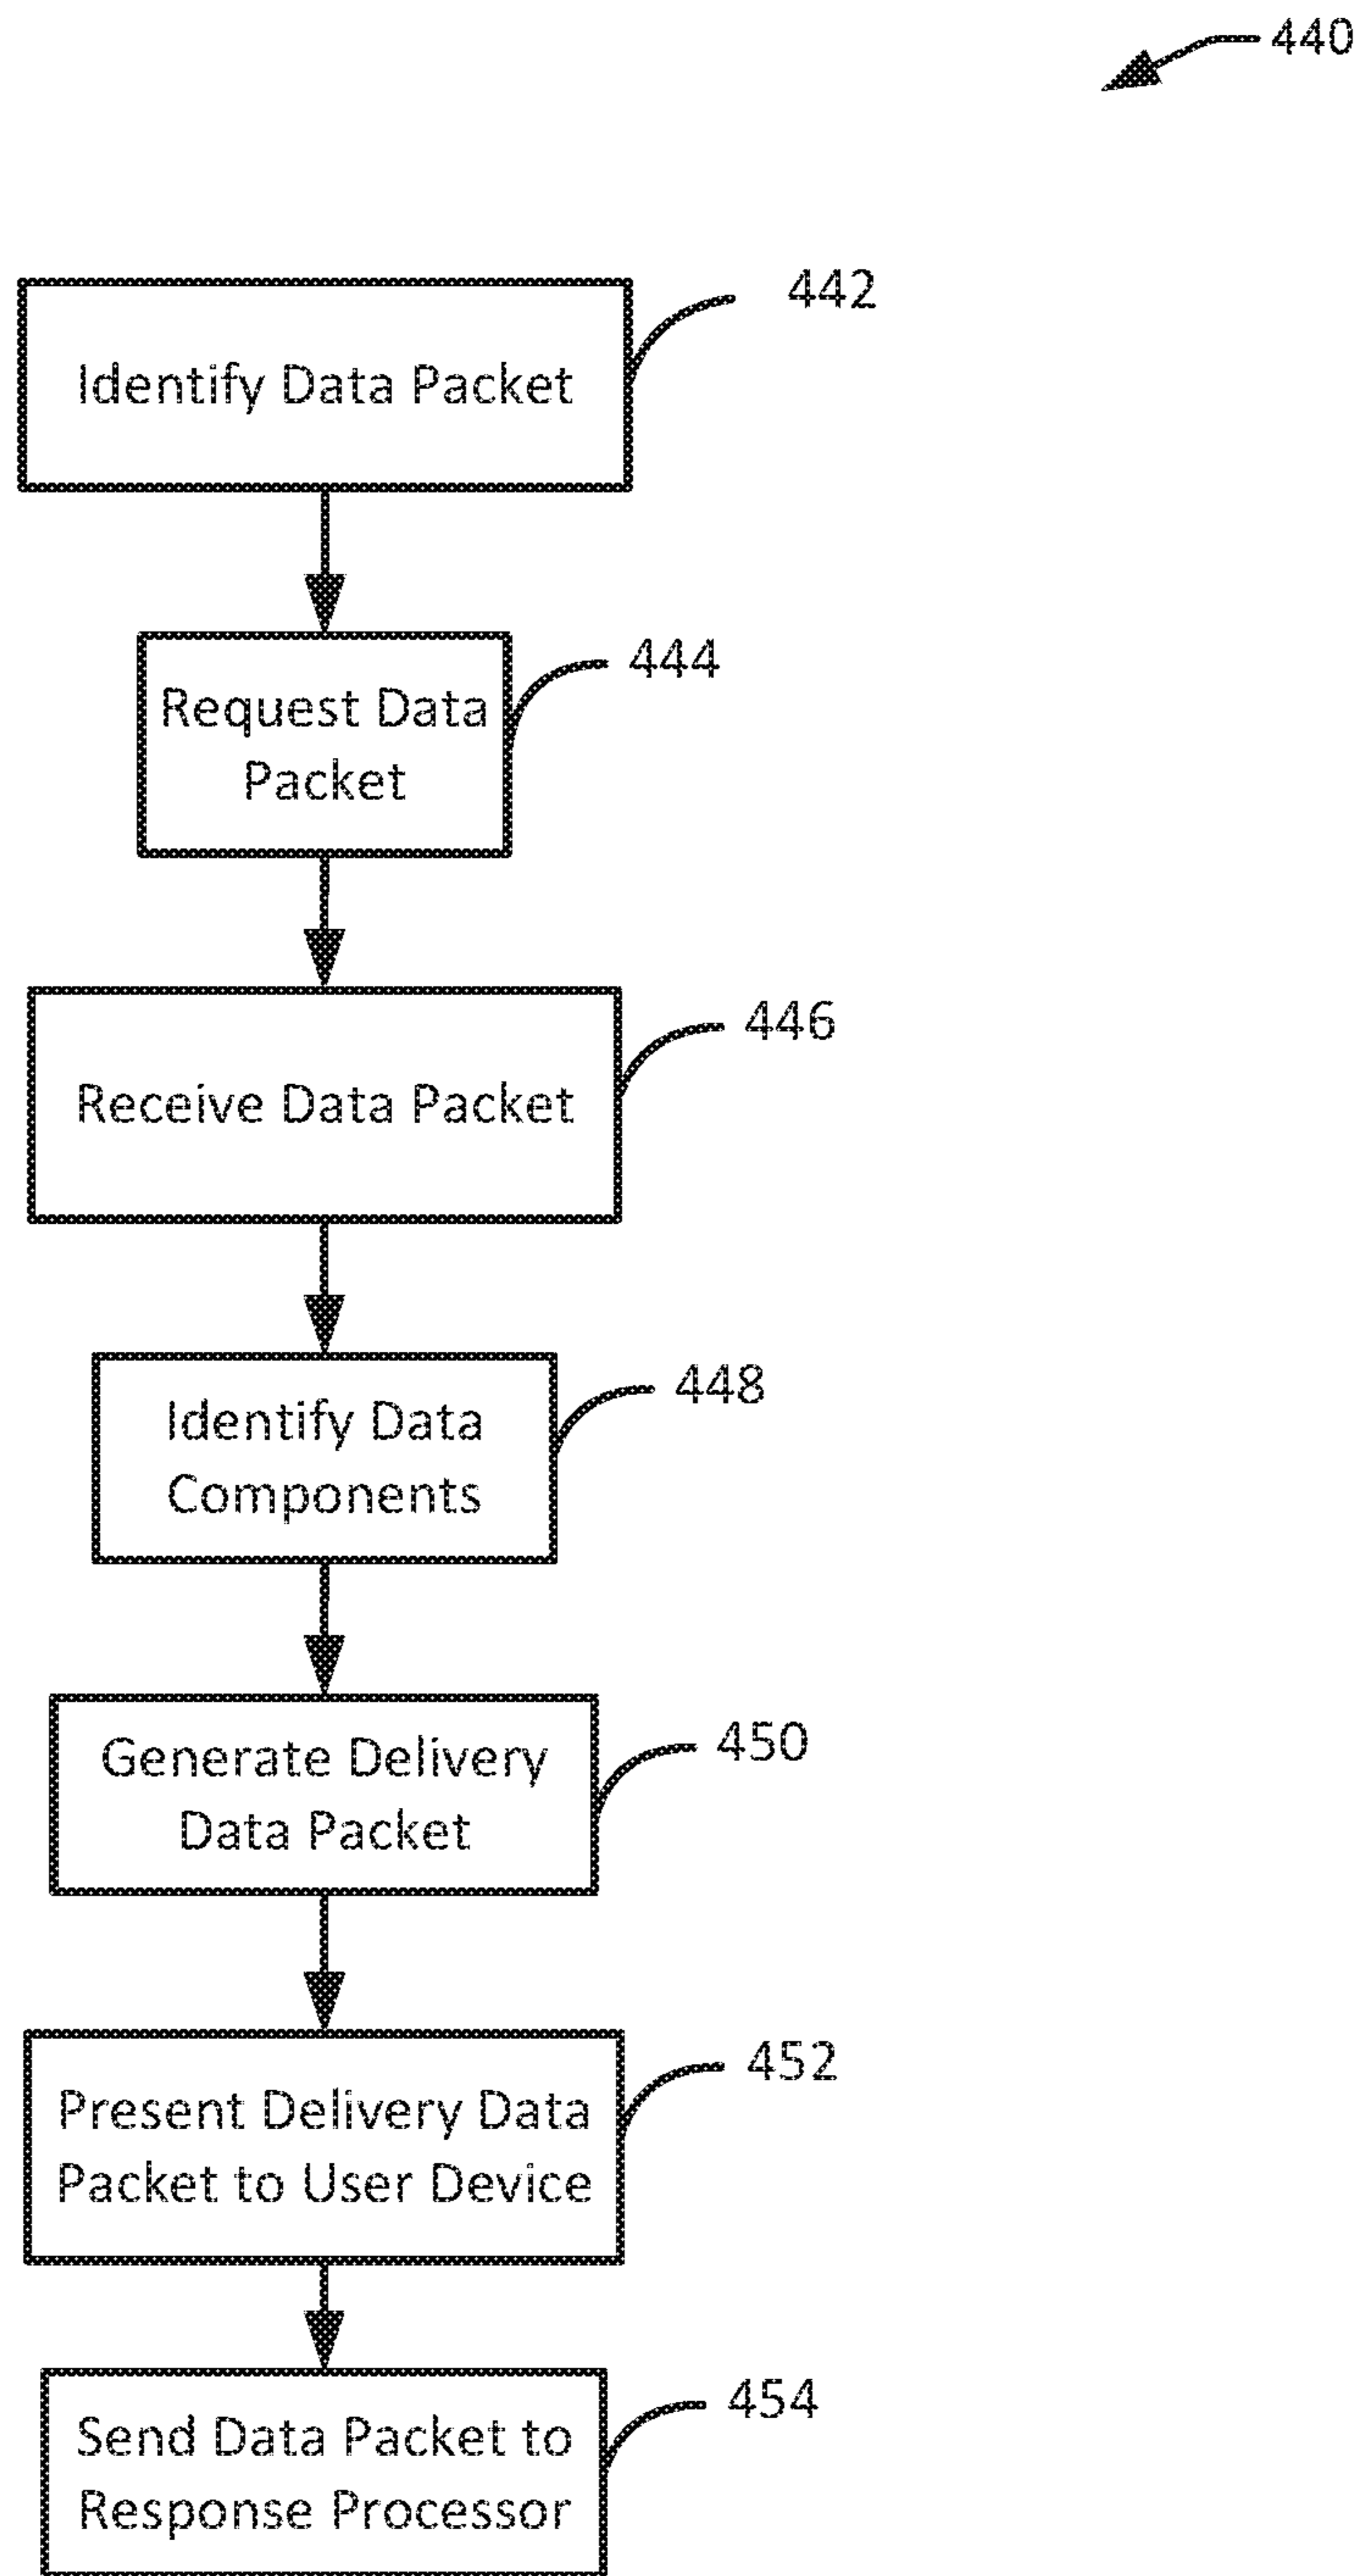 440
442
Identify Data Packet
444
Request Data
Packet
446
Receive Data Packet
448
Identify Data
Components
450
Generate Delivery
Data Packet
452
Present Delivery Data
Packet to User Device
454
Send Data Packet to
Response Processor